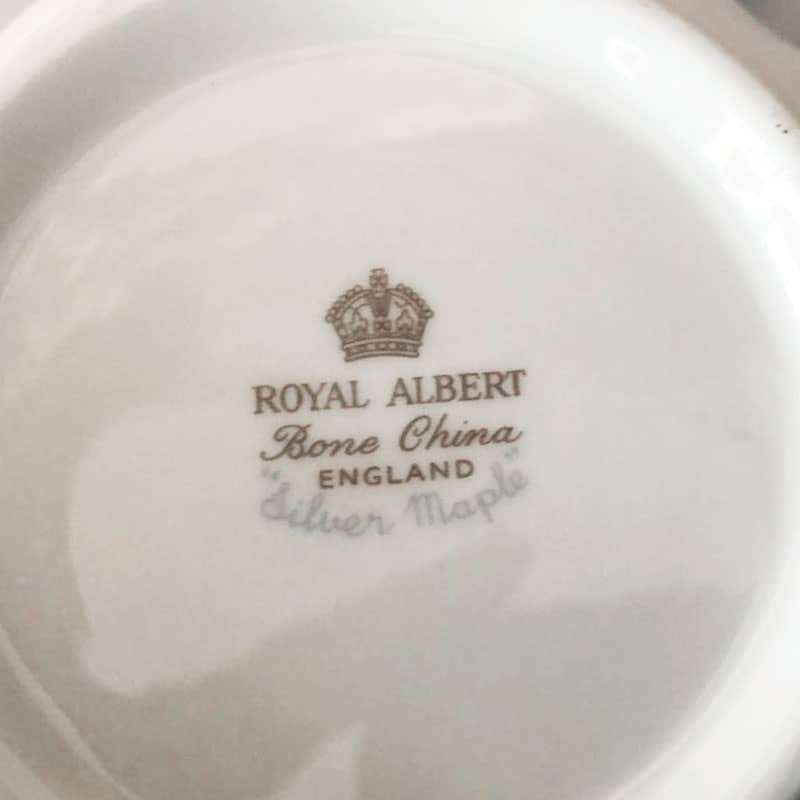 ROYAL ALBERT
Bone China
ENGLAND
"Silver Maple"